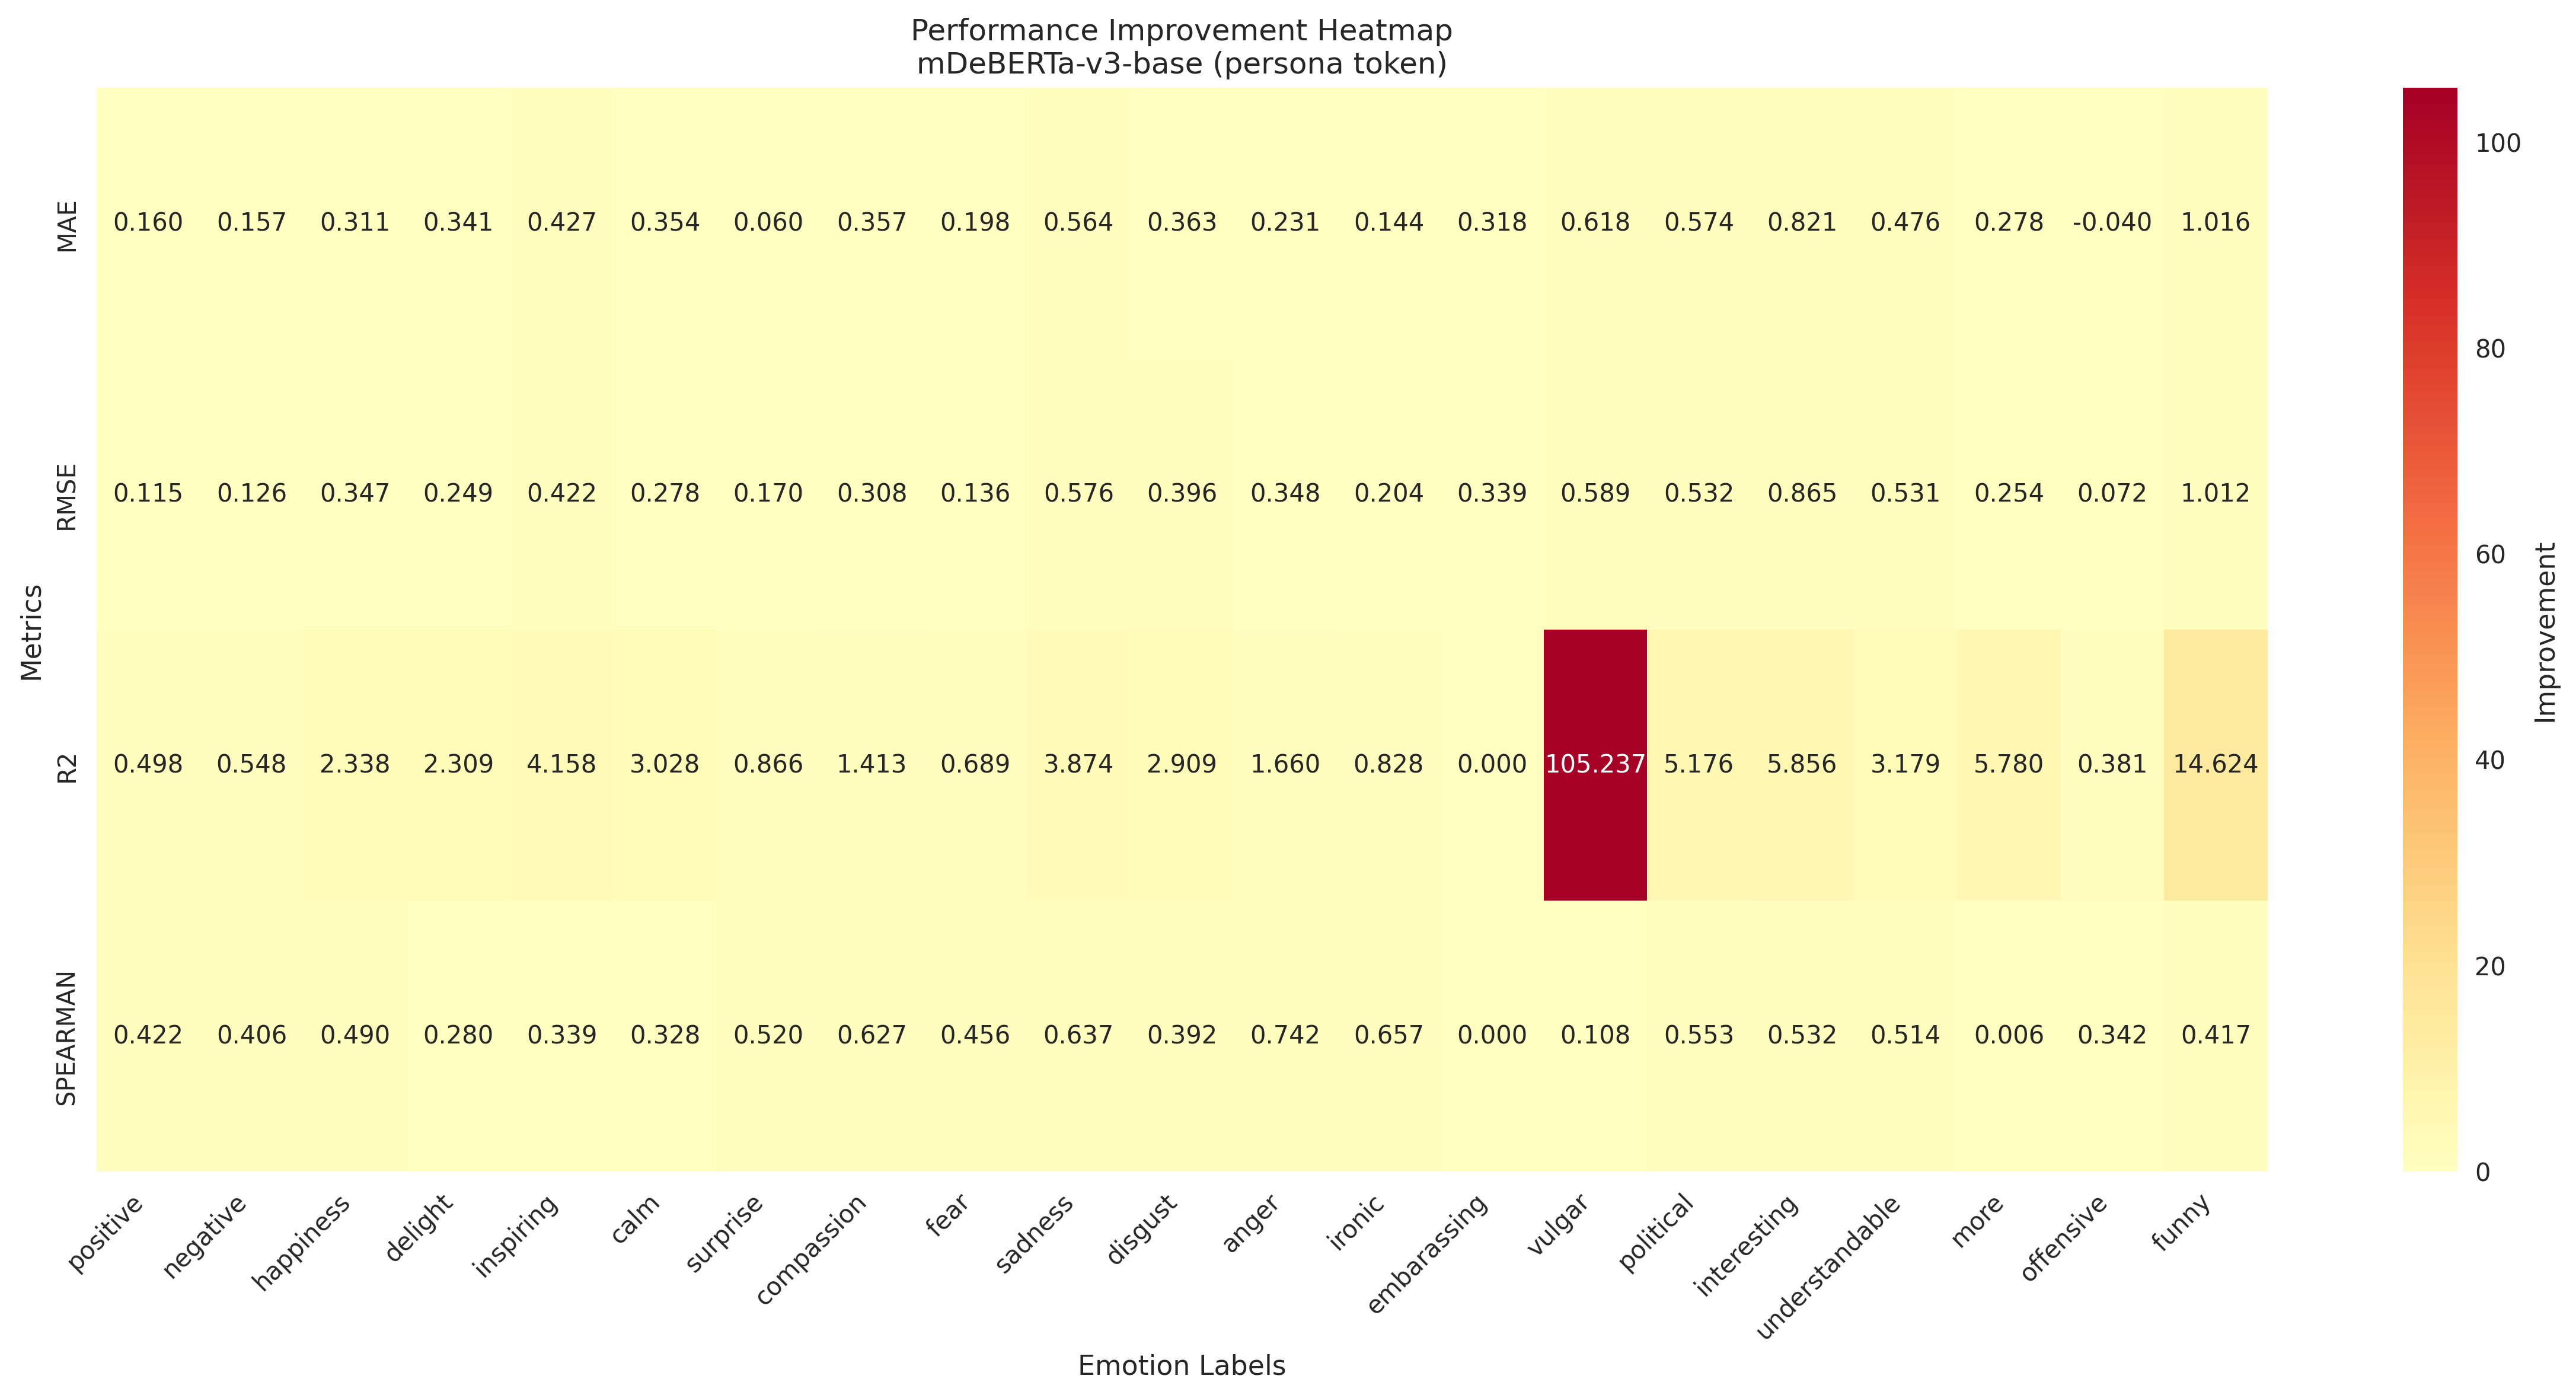 Performance Improvement Heatmap
mDeBERTa-v3-base (persona token)
Metrics
MAE
0.160 0.157 0.311 0.341 0.427 0.354 0.060 0.357 0.198 0.564 0.363 0.231 0.144 0.318 0.618 0.574 0.821 0.476 0.278 -0.040 1.016
RMSE
0.115 0.126 0.347 0.249 0.422 0.278 0.170 0.308 0.136 0.576 0.396 0.348 0.204 0.339 0.589 0.532 0.865 0.531 0.254 0.072 1.012
R2
0.498 0.548 2.338 2.309 4.158 3.028 0.866 1.413 0.689 3.874 2.909 1.660 0.828 0.000 105.237 5.176 5.856 3.179 5.780 0.381 14.624
SPEARMAN
0.422 0.406 0.490 0.280 0.339 0.328 0.520 0.627 0.456 0.637 0.392 0.742 0.657 0.000 0.108 0.553 0.532 0.514 0.006 0.342 0.417
positive
negative
happiness
delight
inspiring
calm
surprise
compassion
fear
sadness
disgust
anger
ironic
embarassing
vulgar
political
interesting
understandable
more
offensive
funny
Emotion Labels
100
80
60
40
20
0
Improvement